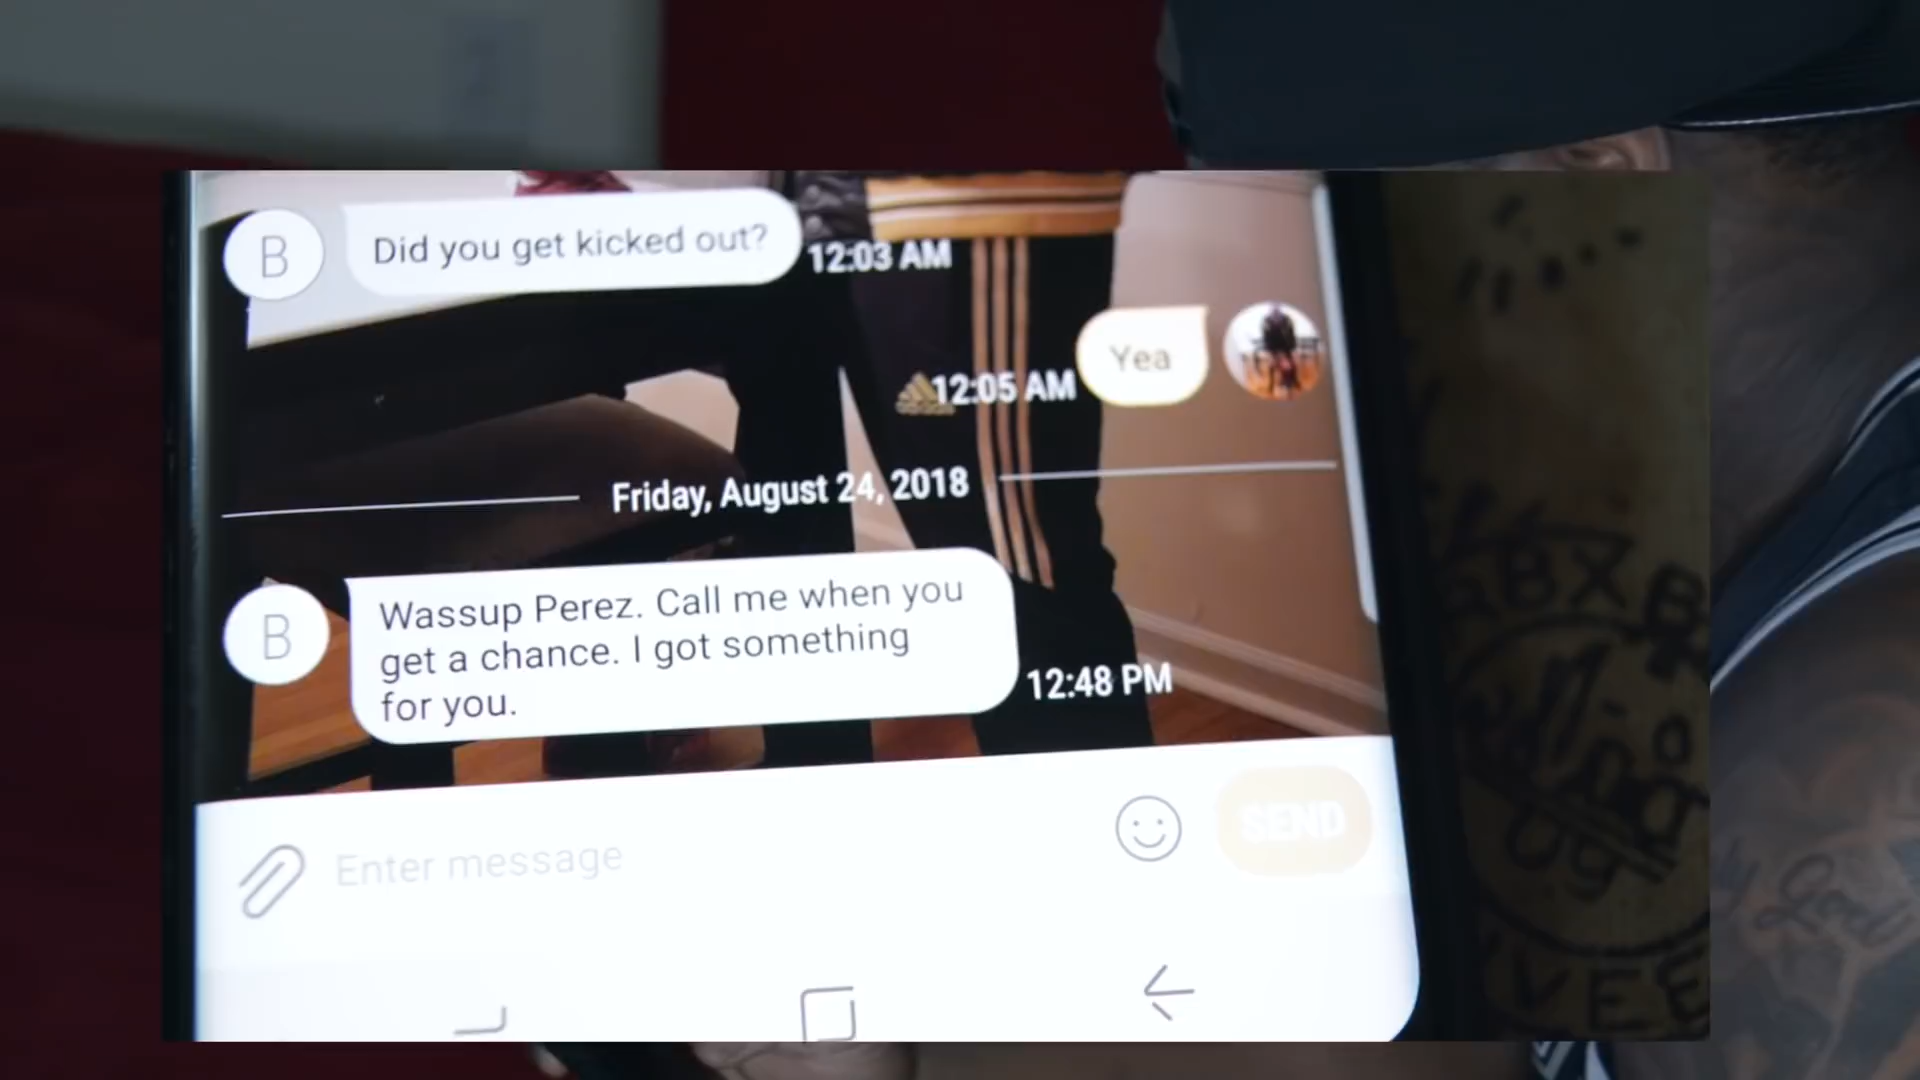 B
Did you get kicked out?
12:03 AM
Yea
12:05 AM
Friday, August 24, 2018
B
Wassup Perez. Call me when you
get a chance. I got something
for you.
12:48 PM
Enter message
SEND